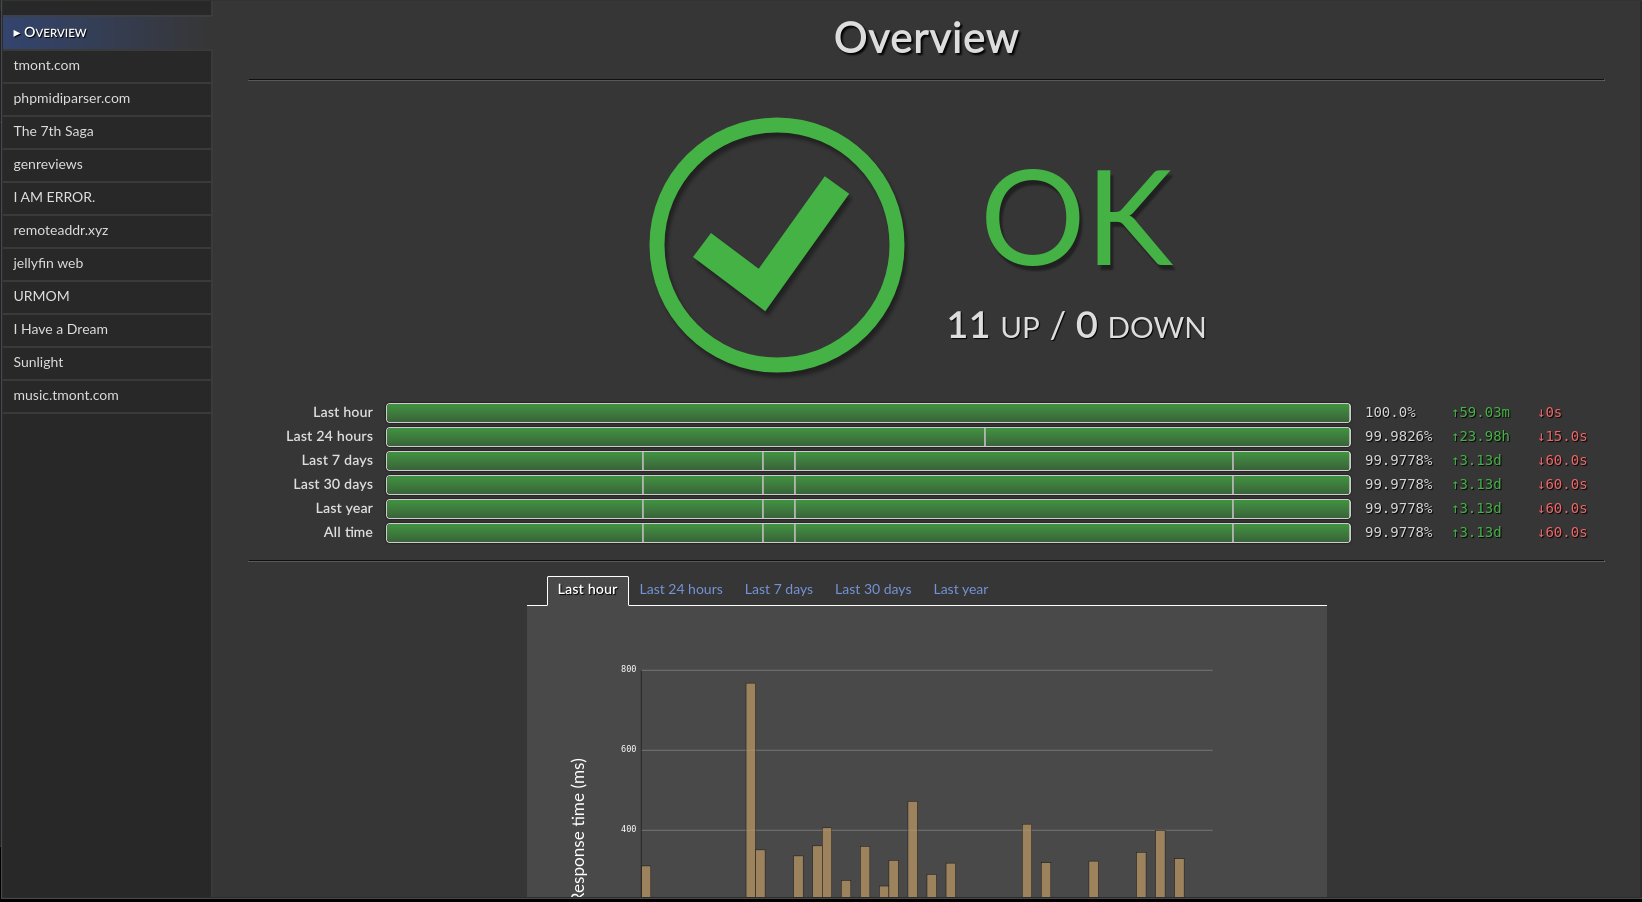 ▸ OVERVIEW
tmont.com
phpmidiparser.com
The 7th Saga
genreviews
I AM ERROR.
remoteaddr.xyz
jellyfin web
URMOM
I Have a Dream
Sunlight
music.tmont.com
Overview
OK
11 UP / 0 DOWN
Last hour 100.0% ↑59.03m ↓0s
Last 24 hours 99.9826% ↑23.98h ↓15.0s
Last 7 days 99.9778% ↑3.13d ↓60.0s
Last 30 days 99.9778% ↑3.13d ↓60.0s
Last year 99.9778% ↑3.13d ↓60.0s
All time 99.9778% ↑3.13d ↓60.0s
Last hour Last 24 hours Last 7 days Last 30 days Last year
800
600
400
Response time (ms)